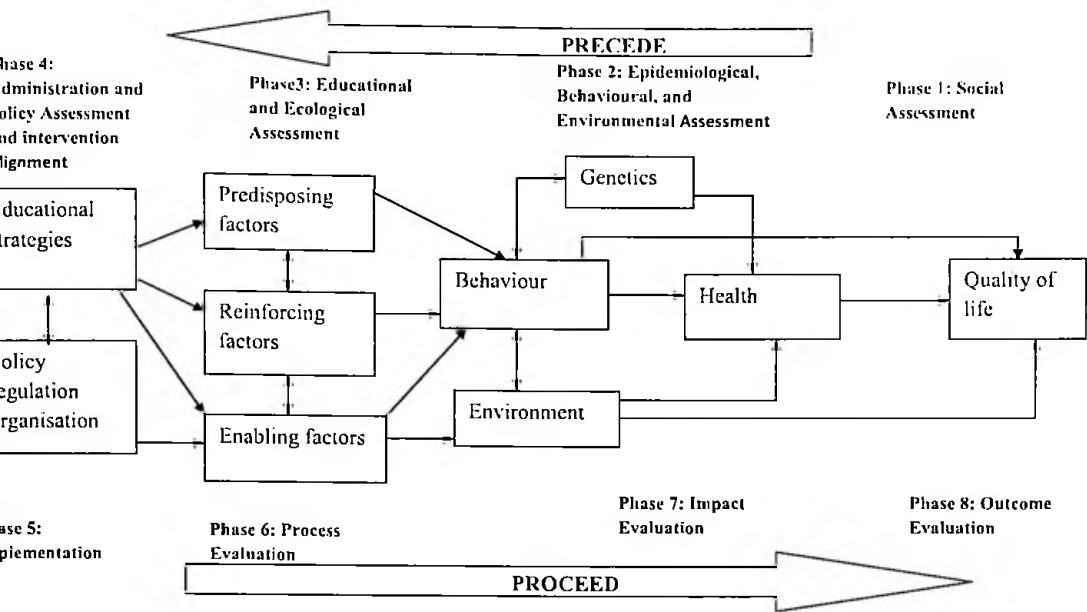 PRECEDE
hase 4:
dministration and
olicy Assessment
nd intervention
lignment
Phase3: Educational
and Ecological
Assessment
Phase 2: Epidemiological,
Behavioural, and
Environmental Assessment
Phase 1: Social
Assessment
ducational
trategies
olicy
egulation
rganisation
Predisposing
factors
Reinforcing
factors
Enabling factors
Genetics
Behaviour
Environment
Health
Quality of
life
ase 5:
plementation
Phase 6: Process
Evaluation
Phase 7: Impact
Evaluation
Phase 8: Outcome
Evaluation
PROCEED